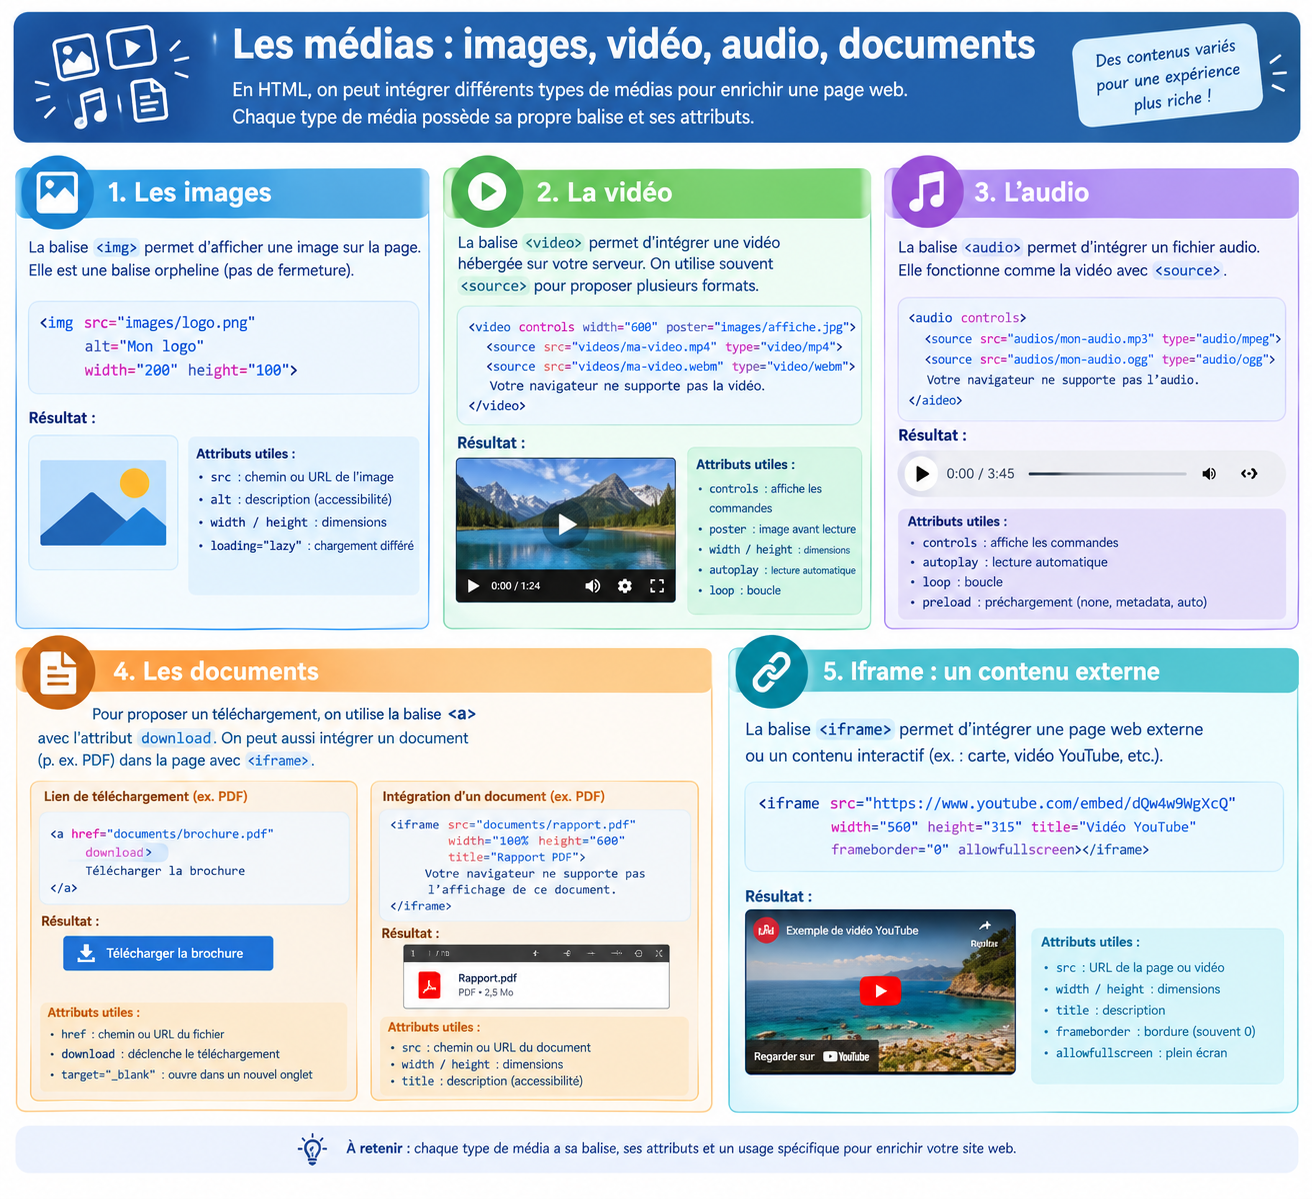 Les médias : images, vidéo, audio, documents
En HTML, on peut intégrer différents types de médias pour enrichir une page web.
Chaque type de média possède sa propre balise et ses attributs.
Des contenus variés
pour une expérience
plus riche !
1. Les images
La balise <img> permet d'afficher une image sur la page.
Elle est une balise orpheline (pas de fermeture).
<img src="images/logo.png"
alt="Mon logo"
width="200" height="100">
Résultat :
Attributs utiles :
• src : chemin ou URL de l'image
• alt : description (accessibilité)
• width / height : dimensions
• loading="lazy" : chargement différé
2. La vidéo
La balise <video> permet d'intégrer une vidéo
hébergée sur votre serveur. On utilise souvent
<source> pour proposer plusieurs formats.
<video controls width="600" poster="images/affiche.jpg">
<source src="videos/ma-video.mp4" type="video/mp4">
<source src="videos/ma-video.webm" type="video/webm">
Votre navigateur ne supporte pas la vidéo.
</video>
Résultat :
0:00 / 1:24
Attributs utiles :
• controls : affiche les
commandes
• poster : image avant lecture
• width / height : dimensions
• autoplay : lecture automatique
• loop : boucle
3. L'audio
La balise <audio> permet d'intégrer un fichier audio.
Elle fonctionne comme la vidéo avec <source>.
<audio controls>
<source src="audios/mon-audio.mp3" type="audio/mpeg">
<source src="audios/mon-audio.ogg" type="audio/ogg">
Votre navigateur ne supporte pas l'audio.
</aideo>
Résultat :
0:00 / 3:45
Attributs utiles :
• controls : affiche les commandes
• autoplay : lecture automatique
• loop : boucle
• preload : préchargement (none, metadata, auto)
4. Les documents
Pour proposer un téléchargement, on utilise la balise <a>
avec l'attribut download. On peut aussi intégrer un document
(p. ex. PDF) dans la page avec <iframe>.
Lien de téléchargement (ex. PDF)
<a href="documents/brochure.pdf"
download>
Télécharger la brochure
</a>
Résultat :
Télécharger la brochure
Attributs utiles :
• href : chemin ou URL du fichier
• download : déclenche le téléchargement
• target="_blank" : ouvre dans un nouvel onglet
Intégration d'un document (ex. PDF)
<iframe src="documents/rapport.pdf"
width="100% height="600"
title="Rapport PDF">
Votre navigateur ne supporte pas
l'affichage de ce document.
</iframe>
Résultat :
1
Rapport.pdf
PDF • 2,5 Mo
Attributs utiles :
• src : chemin ou URL du document
• width / height : dimensions
• title : description (accessibilité)
5. Iframe : un contenu externe
La balise <iframe> permet d'intégrer une page web externe
ou un contenu interactif (ex. : carte, vidéo YouTube, etc.).
<iframe src="https://www.youtube.com/embed/dQw4w9WgXcQ"
width="560" height="315" title="Vidéo YouTube"
frameborder="0" allowfullscreen></iframe>
Résultat :
Exemple de vidéo YouTube
Regarder sur YouTube
Attributs utiles :
• src : URL de la page ou vidéo
• width / height : dimensions
• title : description
• frameborder : bordure (souvent 0)
• allowfullscreen : plein écran
À retenir : chaque type de média a sa balise, ses attributs et un usage spécifique pour enrichir votre site web.